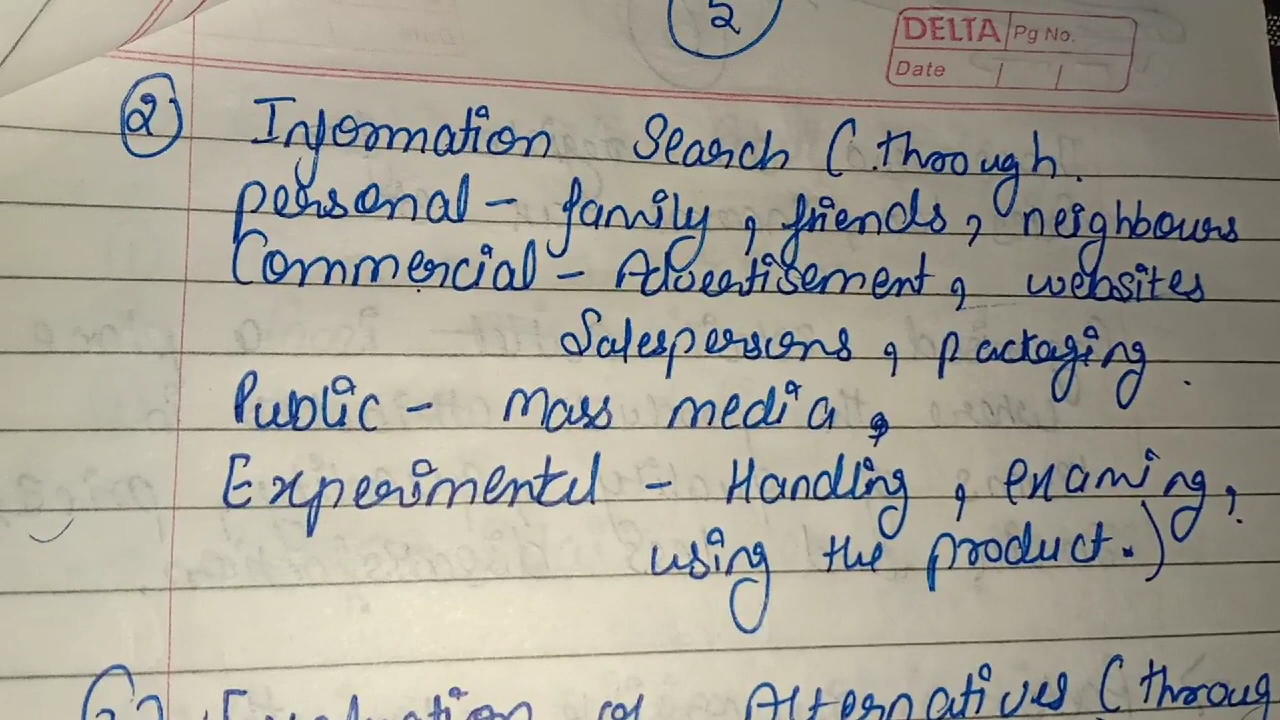 2
DELTA Pg No.
Date / /
② Information Search ( through
personal - family, friends, neighbours
Commercial - Advertisement, websites
Salespersons, packaging
Public - mass media,
Experimental - Handling, examing,
using the product.)
of Alternatives ( throug